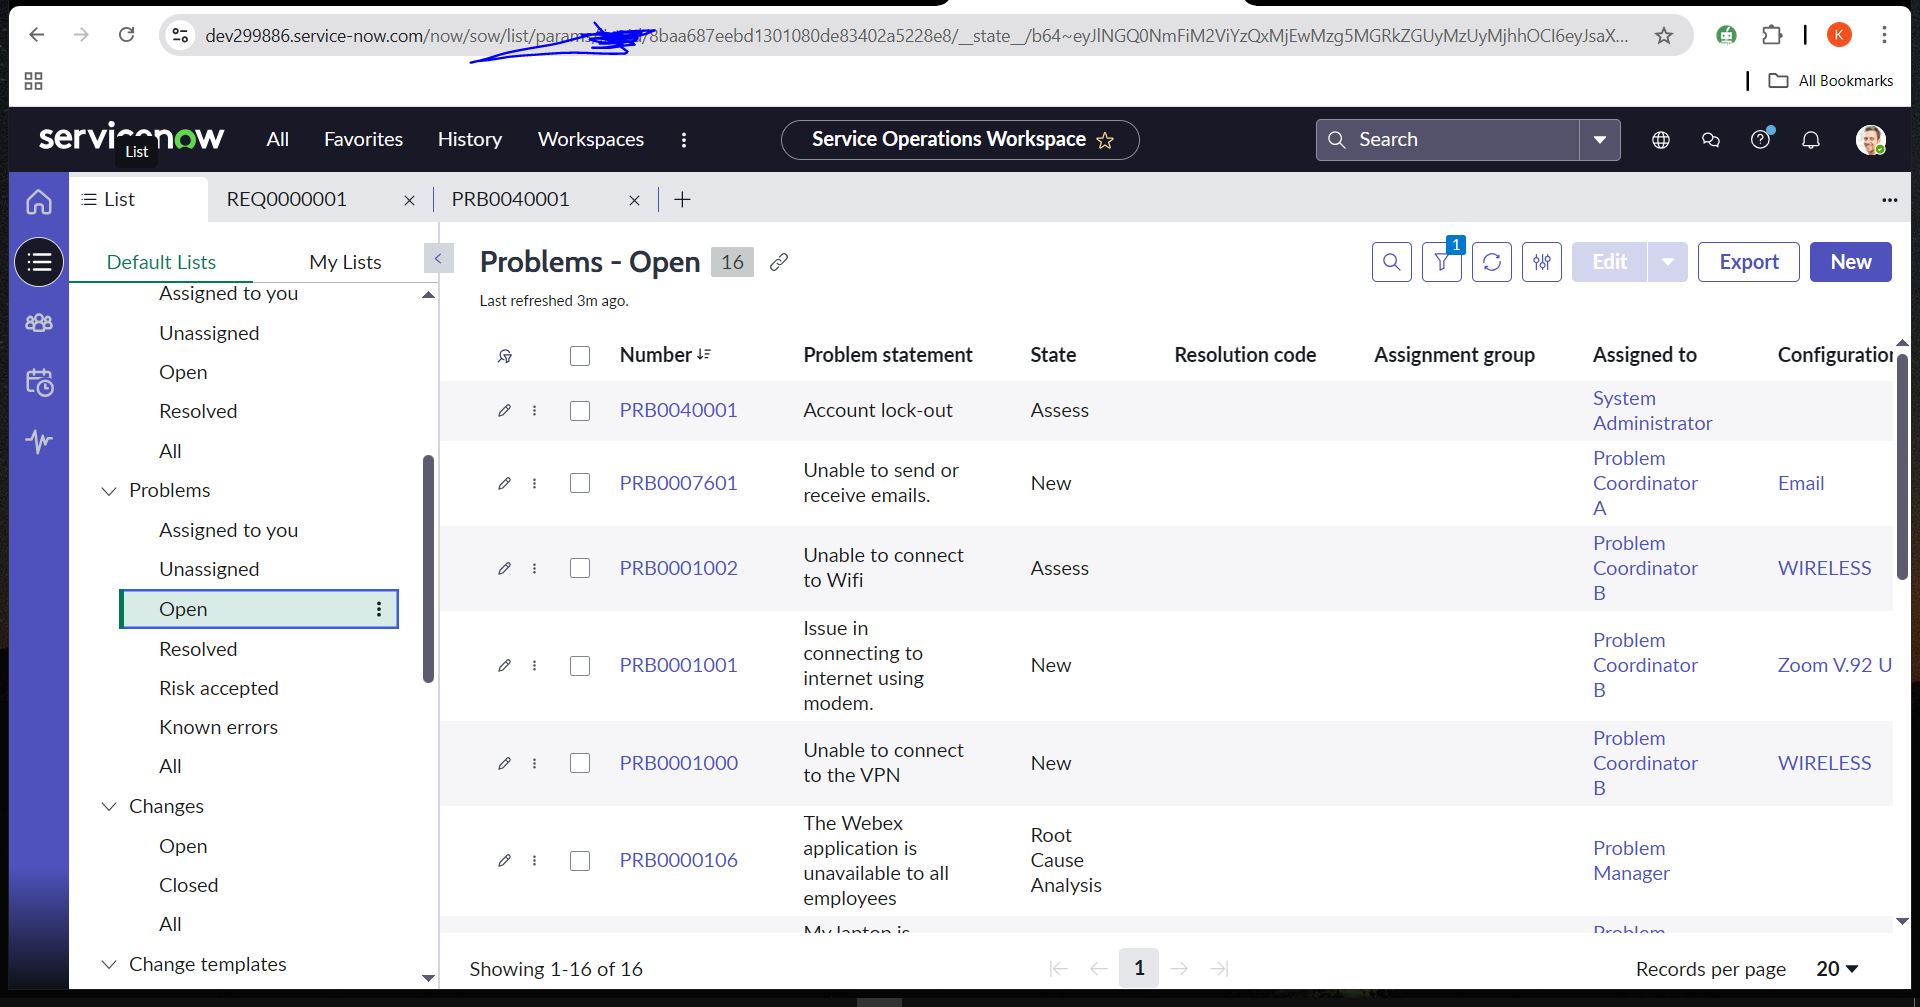 dev299886.service-now.com/now/sow/list/params
8baa687eebd1301080de83402a5228e8/__state__/b64~eyJlNGQ0NmFiM2ViYzQxMjEwMzg5MGRkZGUyMzUyMjhhOCI6eyJsaX...
K
All Bookmarks
servicenow
All
Favorites
History
Workspaces
Service Operations Workspace
Search
List
List
REQ0000001
PRB0040001
Default Lists
My Lists
Assigned to you
Unassigned
Open
Resolved
All
Problems
Assigned to you
Unassigned
Open
Resolved
Risk accepted
Known errors
All
Changes
Open
Closed
All
Change templates
Problems - Open 16
Last refreshed 3m ago.
1
Edit
Export
New
Number
Problem statement
State
Resolution code
Assignment group
Assigned to
Configuration
PRB0040001
Account lock-out
Assess
System
Administrator
PRB0007601
Unable to send or
receive emails.
New
Problem
Coordinator
A
Email
PRB0001002
Unable to connect
to Wifi
Assess
Problem
Coordinator
B
WIRELESS
PRB0001001
Issue in
connecting to
internet using
modem.
New
Problem
Coordinator
B
Zoom V.92 U
PRB0001000
Unable to connect
to the VPN
New
Problem
Coordinator
B
WIRELESS
PRB0000106
The Webex
application is
unavailable to all
employees
Root
Cause
Analysis
Problem
Manager
My laptop is
Problem
Showing 1-16 of 16
1
Records per page
20